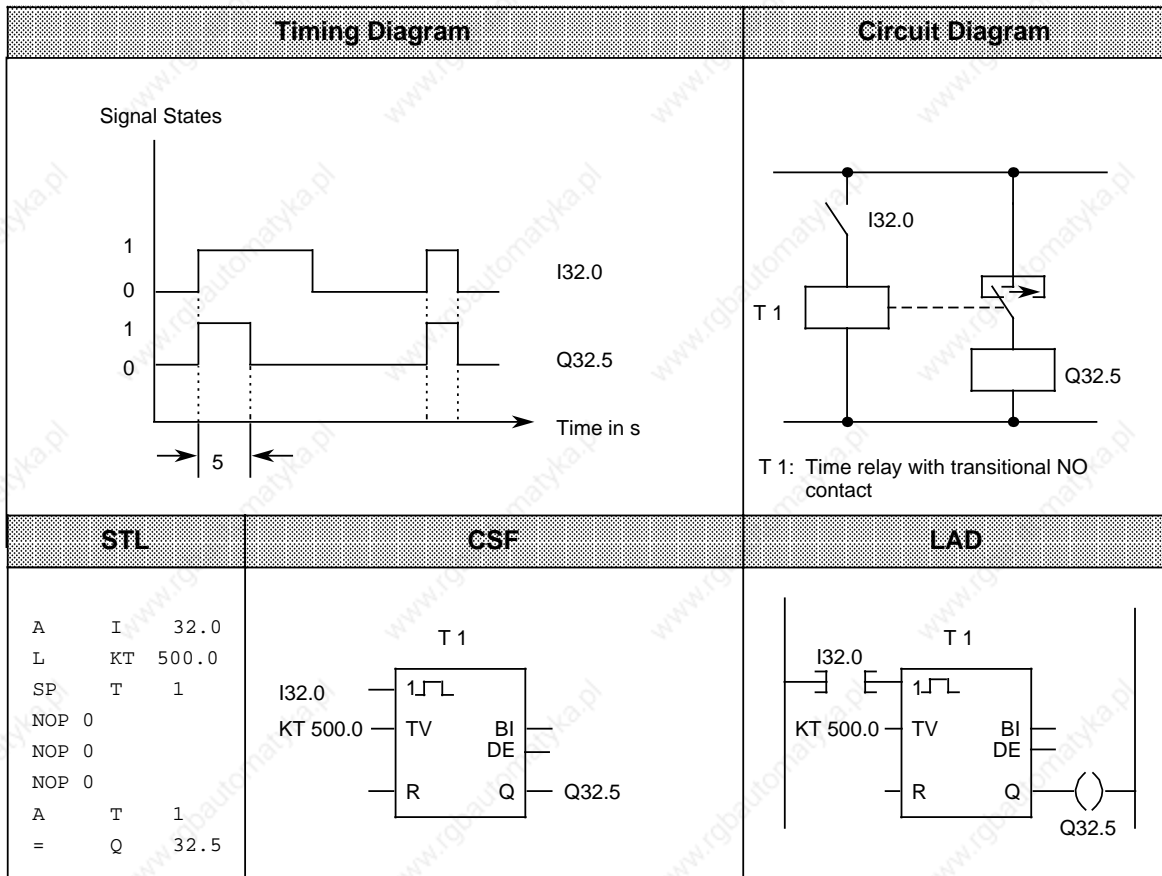 Timing Diagram
Circuit Diagram
Signal States
1
0
I32.0
1
0
Q32.5
Time in s
5
I32.0
T 1
Q32.5
T 1: Time relay with transitional NO
contact
STL
CSF
LAD
A I 32.0
L KT 500.0
SP T 1
NOP 0
NOP 0
NOP 0
A T 1
= Q 32.5
T 1
I32.0
1
KT 500.0
TV
BI
DE
R
Q
Q32.5
T 1
I32.0
1
KT 500.0
TV
BI
DE
R
Q
Q32.5
www.rgbautomatyka.pl